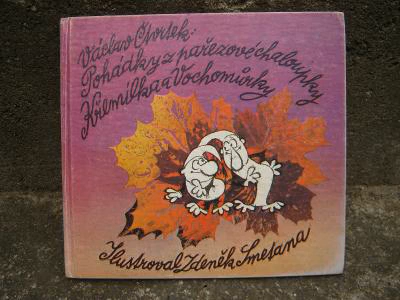 Václav Čtvrtek:
Pohádky z pařezové chaloupky
Křemílka a Vochomůrky
Ilustroval Zdeněk Smetana